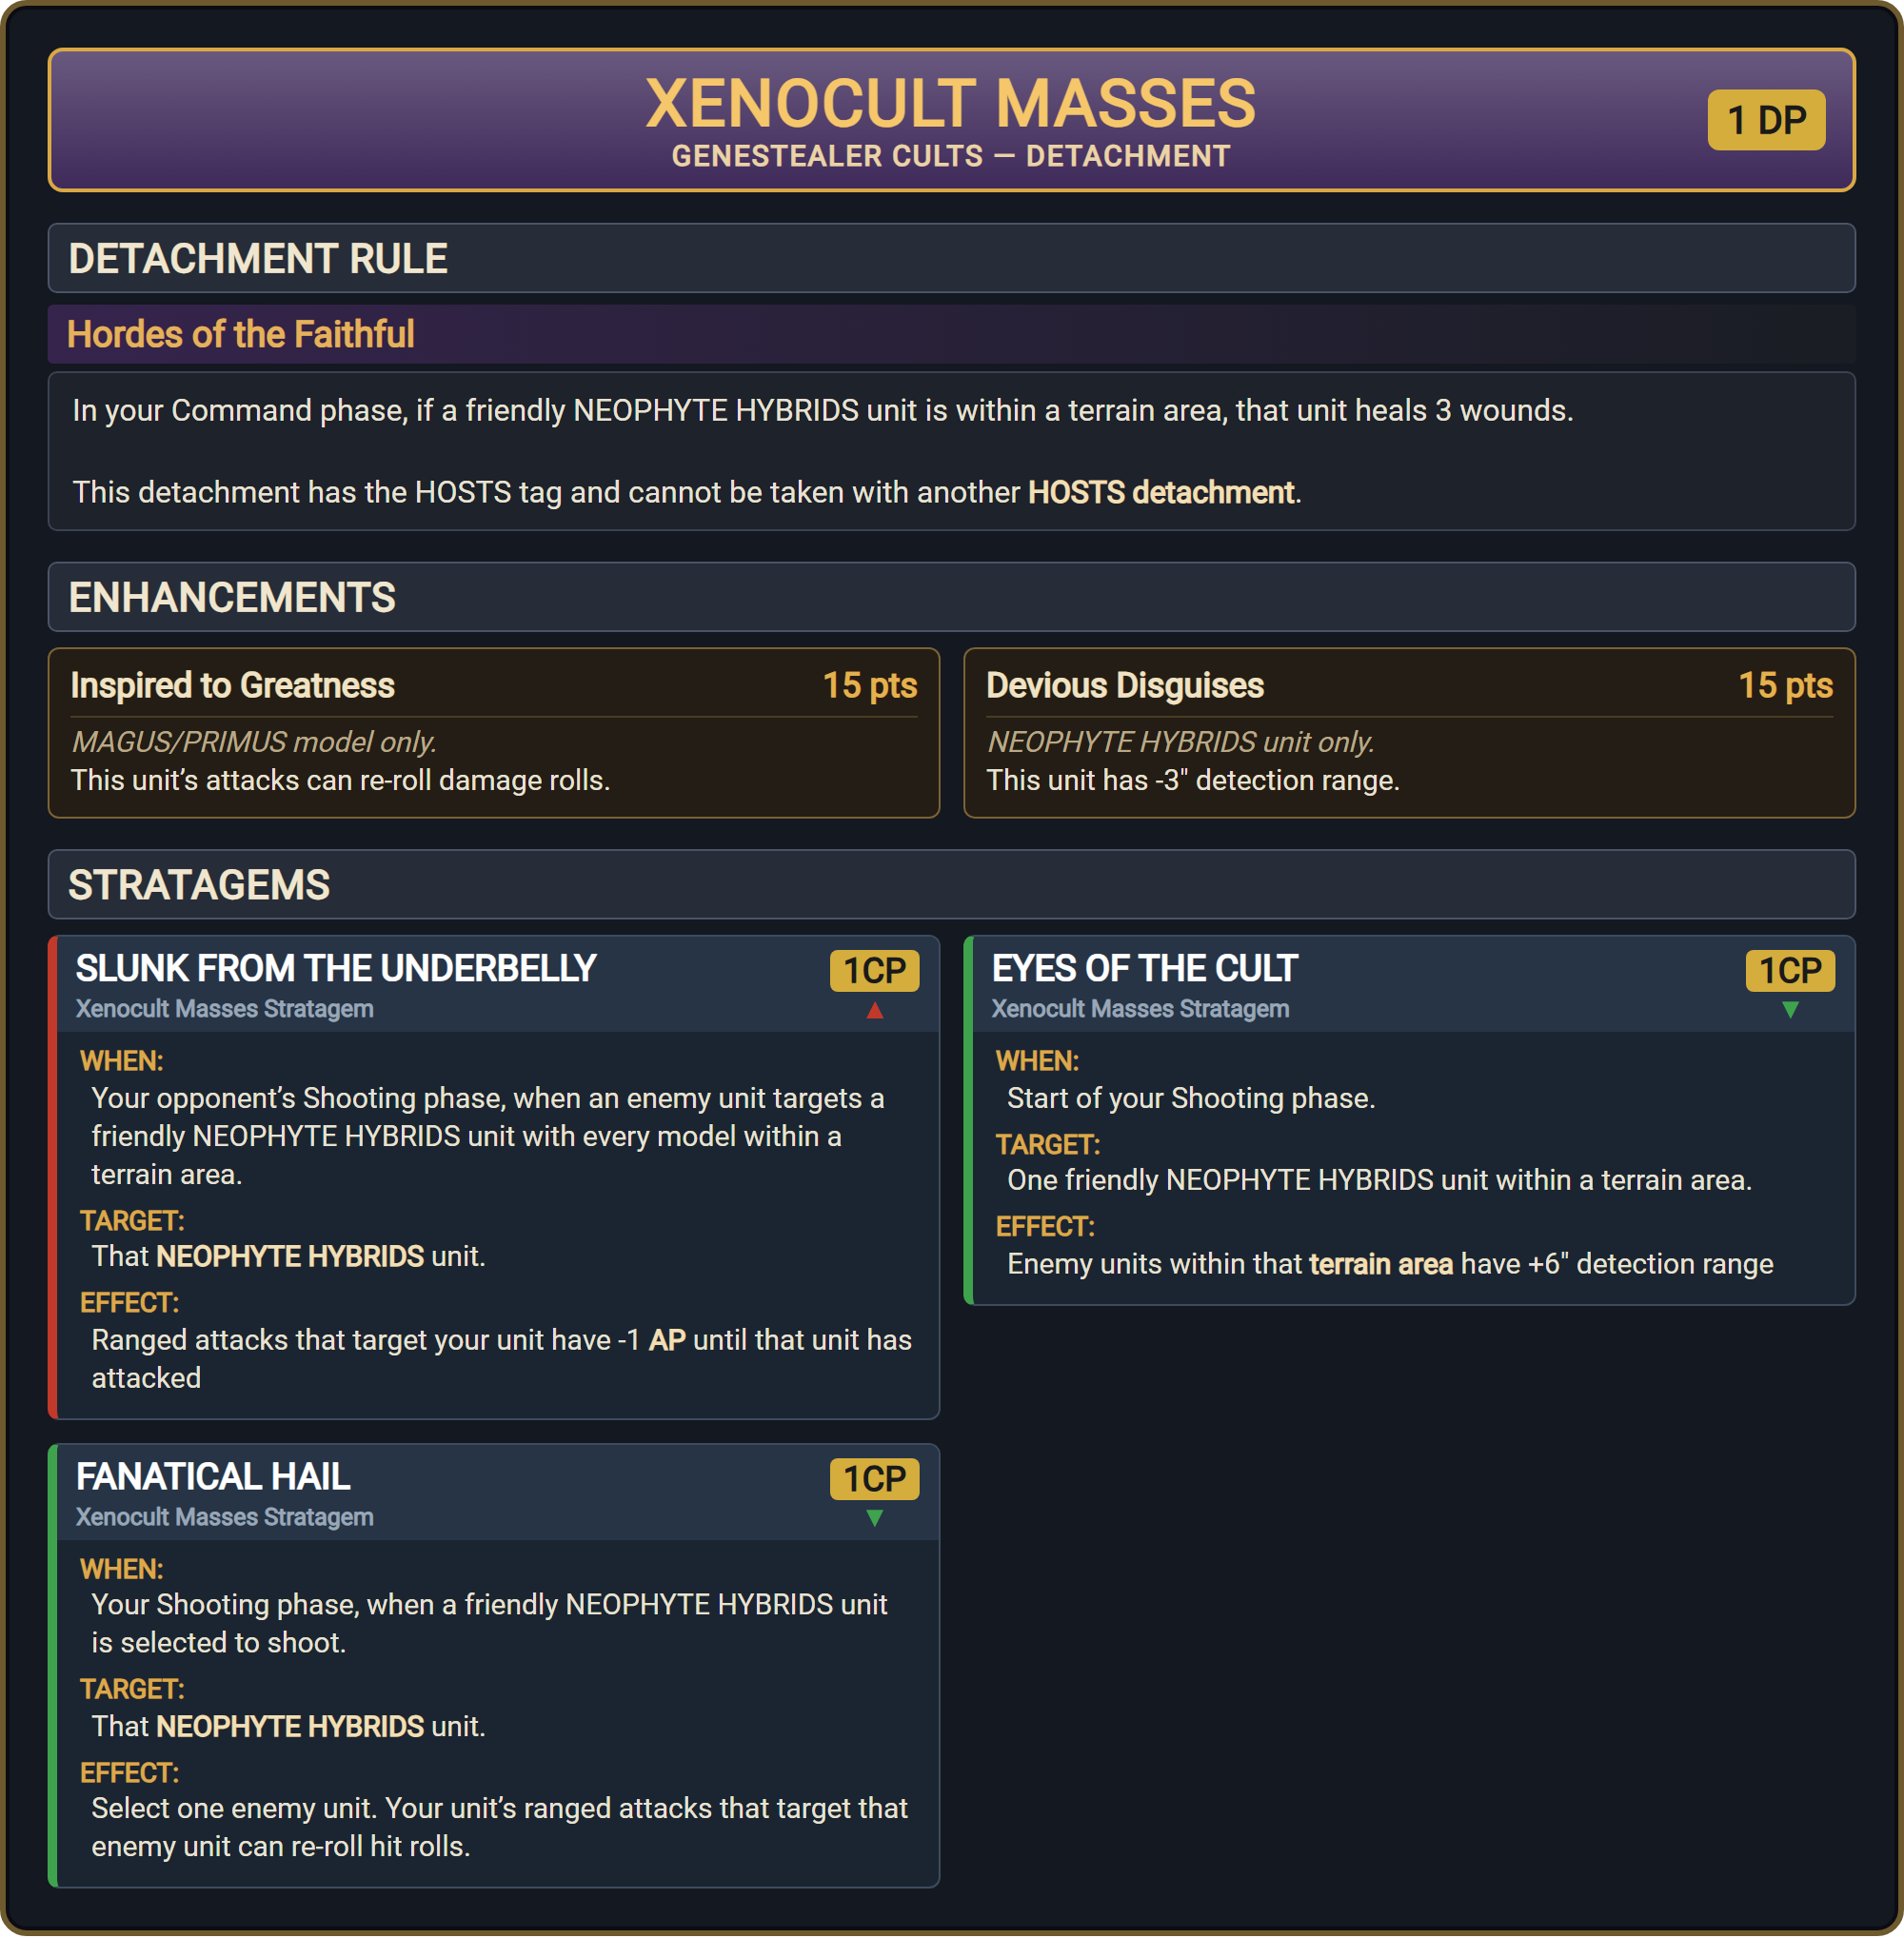 XENOCULT MASSES
GENESTEALER CULTS — DETACHMENT
1 DP
DETACHMENT RULE
Hordes of the Faithful
In your Command phase, if a friendly NEOPHYTE HYBRIDS unit is within a terrain area, that unit heals 3 wounds.
This detachment has the HOSTS tag and cannot be taken with another HOSTS detachment.
ENHANCEMENTS
Inspired to Greatness
15 pts
MAGUS/PRIMUS model only.
This unit’s attacks can re-roll damage rolls.
Devious Disguises
15 pts
NEOPHYTE HYBRIDS unit only.
This unit has -3" detection range.
STRATAGEMS
SLUNK FROM THE UNDERBELLY
1CP
Xenocult Masses Stratagem
▲
WHEN:
Your opponent’s Shooting phase, when an enemy unit targets a
friendly NEOPHYTE HYBRIDS unit with every model within a
terrain area.
TARGET:
That NEOPHYTE HYBRIDS unit.
EFFECT:
Ranged attacks that target your unit have -1 AP until that unit has
attacked
EYES OF THE CULT
1CP
Xenocult Masses Stratagem
▼
WHEN:
Start of your Shooting phase.
TARGET:
One friendly NEOPHYTE HYBRIDS unit within a terrain area.
EFFECT:
Enemy units within that terrain area have +6" detection range
FANATICAL HAIL
1CP
Xenocult Masses Stratagem
▼
WHEN:
Your Shooting phase, when a friendly NEOPHYTE HYBRIDS unit
is selected to shoot.
TARGET:
That NEOPHYTE HYBRIDS unit.
EFFECT:
Select one enemy unit. Your unit’s ranged attacks that target that
enemy unit can re-roll hit rolls.